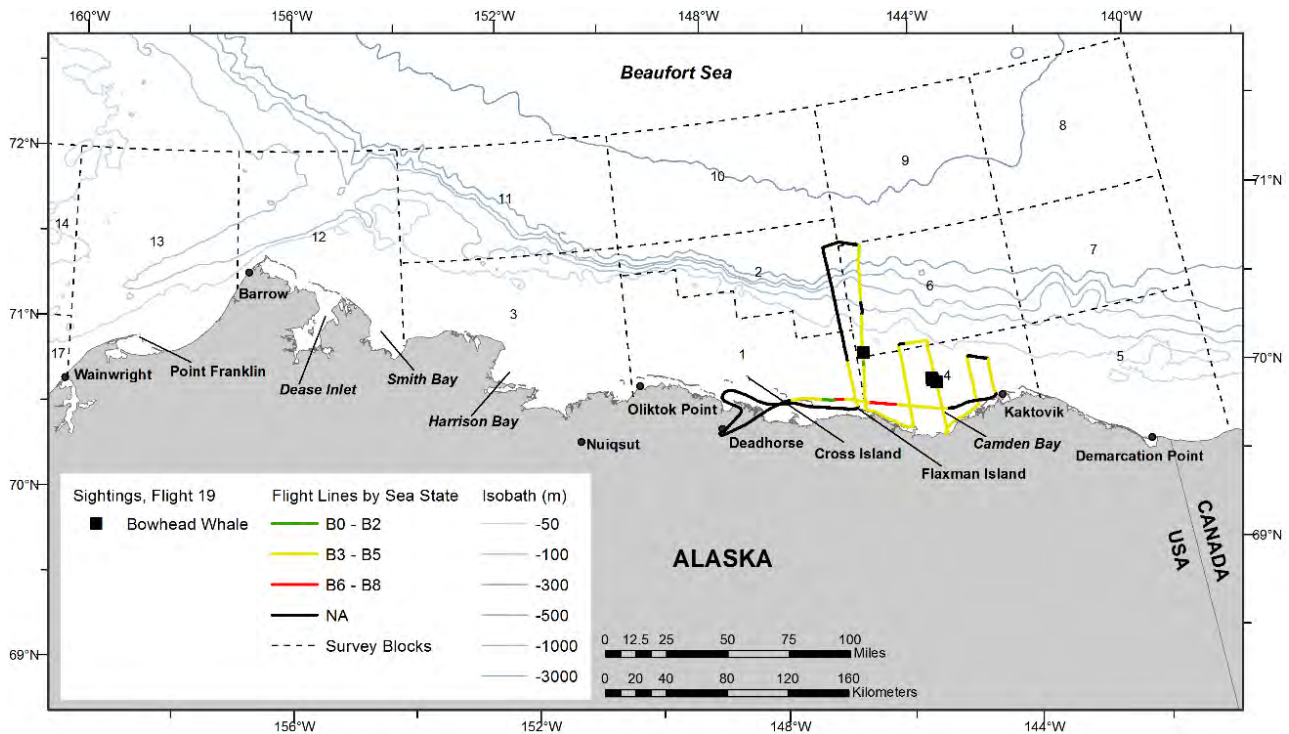 160°W 156°W 152°W 148°W 144°W 140°W
Beaufort Sea
72°N
71°N
8
9
10
11
14
13
12
7
2
6
Barrow
71°N
3
17
Point Franklin
Wainwright
Dease Inlet
Smith Bay
Harrison Bay
1
5
70°N
4
Oliktok Point
Kaktovik
Deadhorse
Camden Bay
Nuiqsut
Cross Island
Demarcation Point
Flaxman Island
70°N
69°N
69°N
ALASKA
CANADA
USA
Sightings, Flight 19
Bowhead Whale
Flight Lines by Sea State
B0 - B2
B3 - B5
B6 - B8
NA
Survey Blocks
Isobath (m)
-50
-100
-300
-500
-1000
-3000
0 12.5 25 50 75 100
Miles
0 20 40 80 120 160
Kilometers
156°W 152°W 148°W 144°W